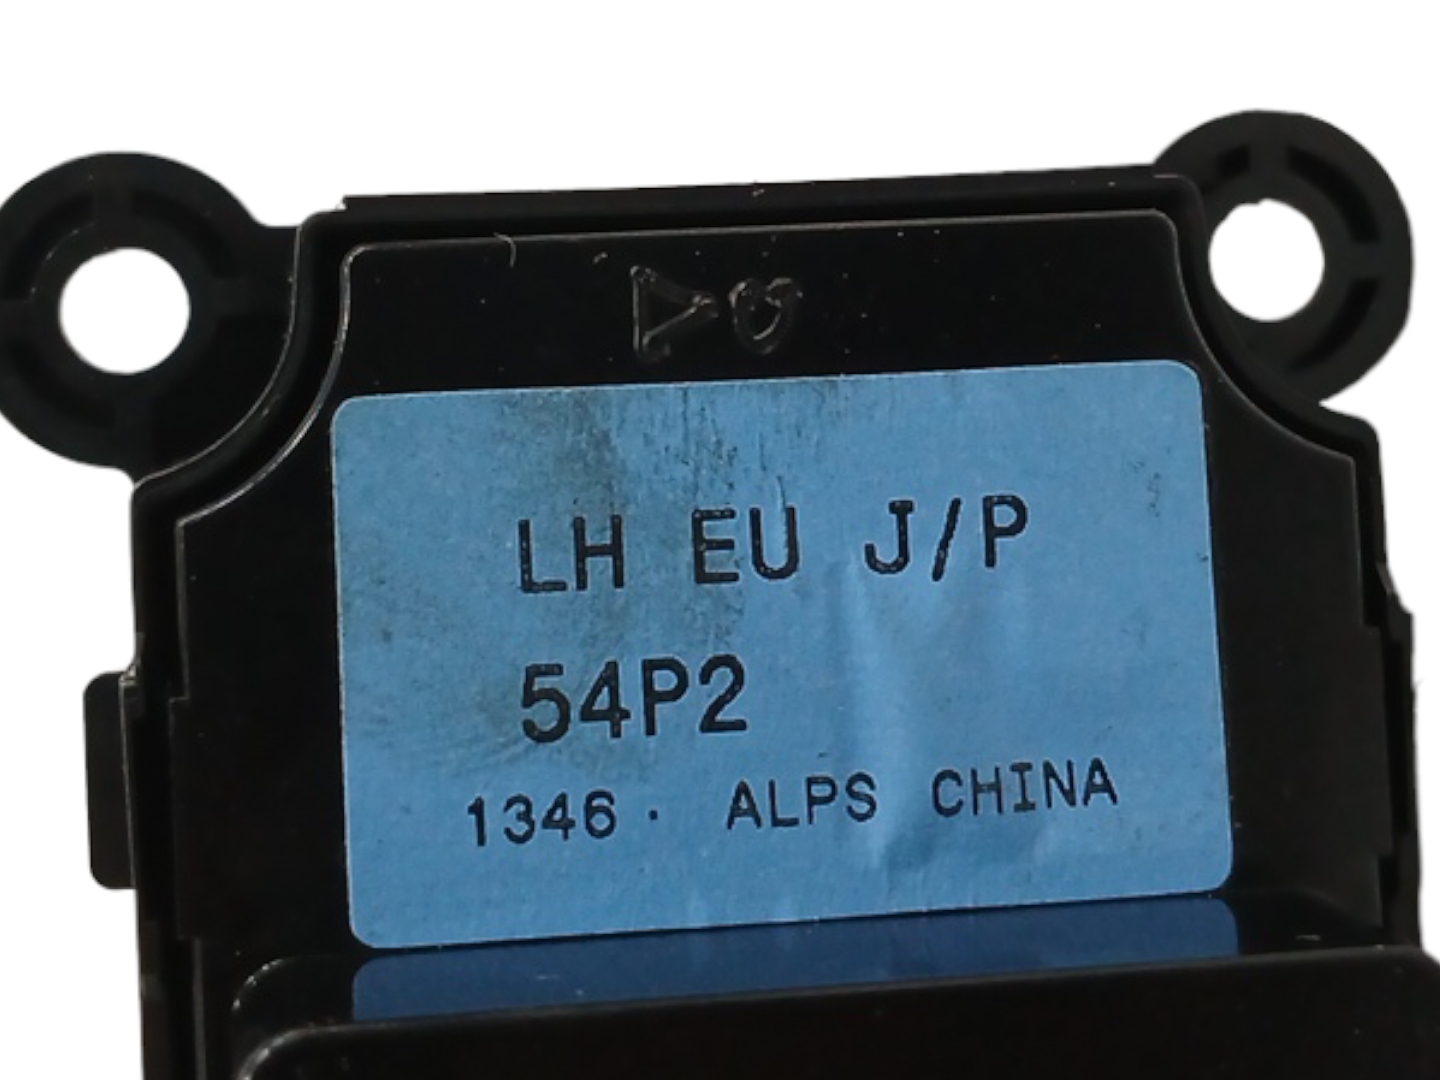 LH EU J/P
54P2
1346· ALPS CHINA